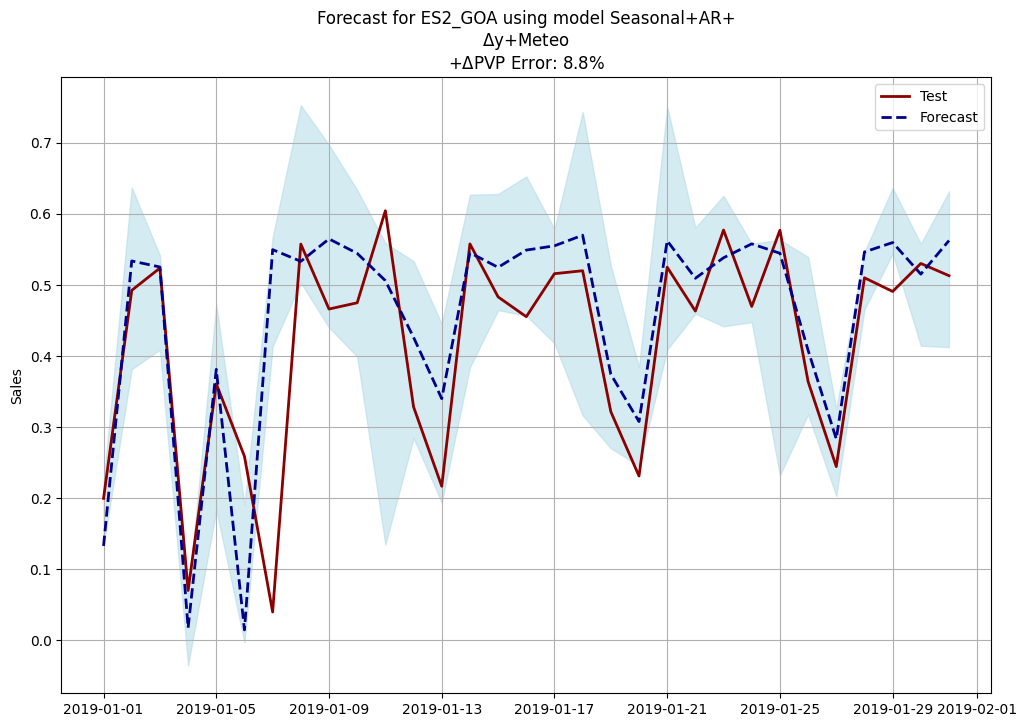 Forecast for ES2_GOA using model Seasonal+AR+
Δy+Meteo
+ΔPVP Error: 8.8%
Test
Forecast
Sales
0.7
0.6
0.5
0.4
0.3
0.2
0.1
0.0
2019-01-01
2019-01-05
2019-01-09
2019-01-13
2019-01-17
2019-01-21
2019-01-25
2019-01-29
2019-02-01